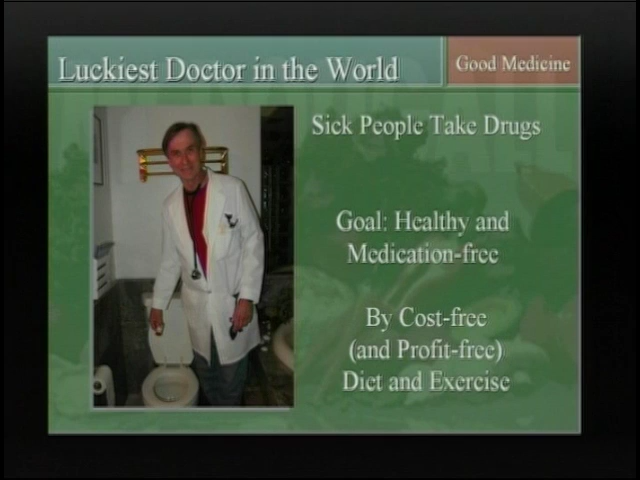 Luckiest Doctor in the World
Good Medicine
Sick People Take Drugs
Goal: Healthy and
Medication-free
By Cost-free
(and Profit-free)
Diet and Exercise